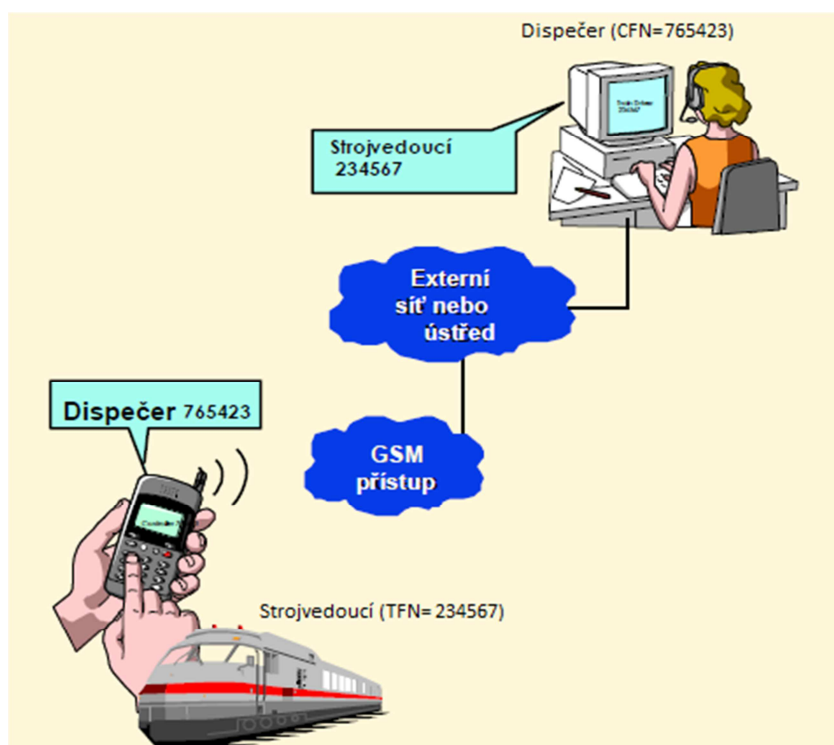 Dispečer (CFN=765423)
Strojvedoucí
234567
Externí
síť nebo
ústřed
Dispečer 765423
GSM
přístup
Strojvedoucí (TFN= 234567)